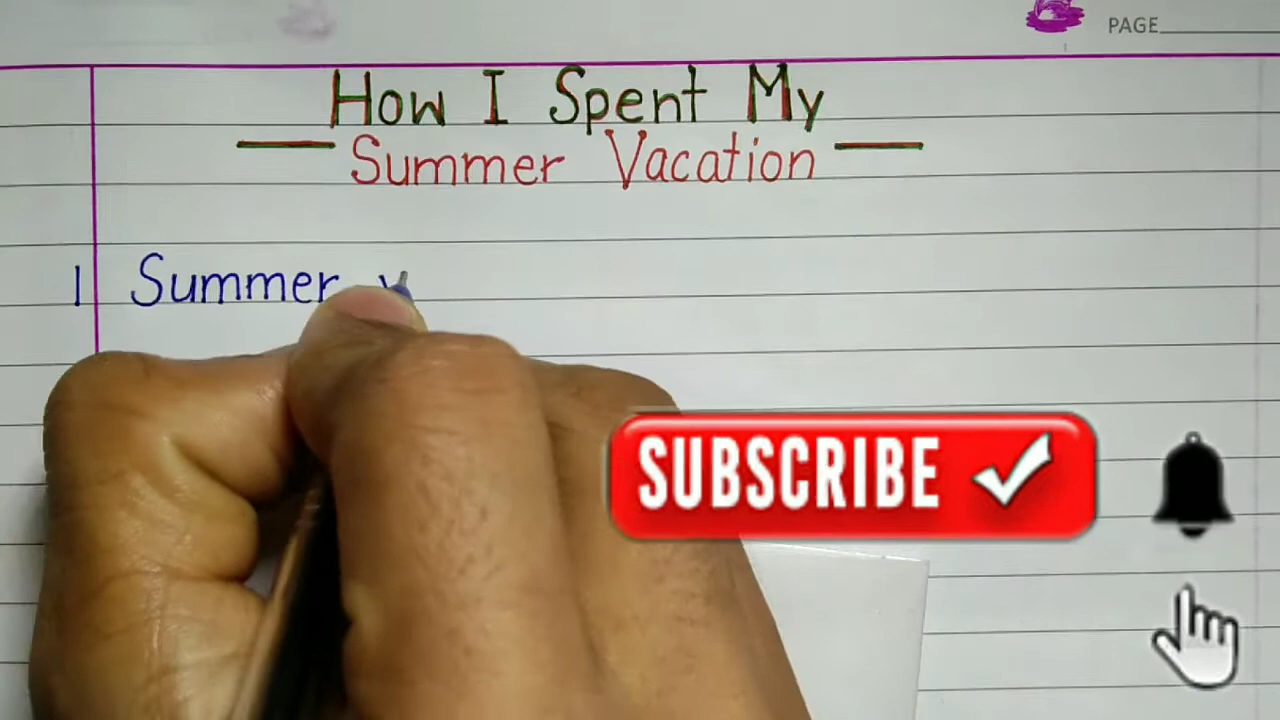 PAGE
How I Spent My
Summer Vacation
1 Summer v
SUBSCRIBE